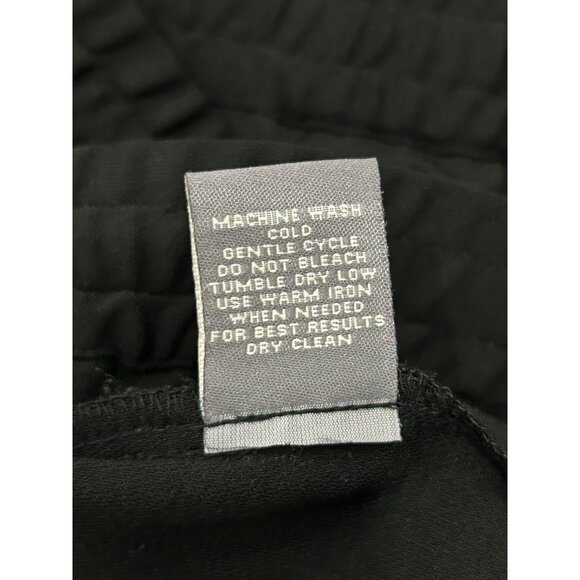 MACHINE WASH
COLD
GENTLE CYCLE
DO NOT BLEACH
TUMBLE DRY LOW
USE WARM IRON
WHEN NEEDED
FOR BEST RESULTS
DRY CLEAN